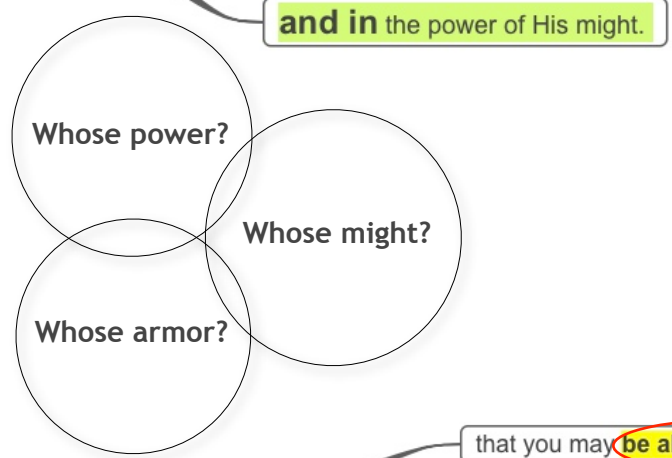 and in the power of His might.
Whose power?
Whose might?
Whose armor?
that you may be